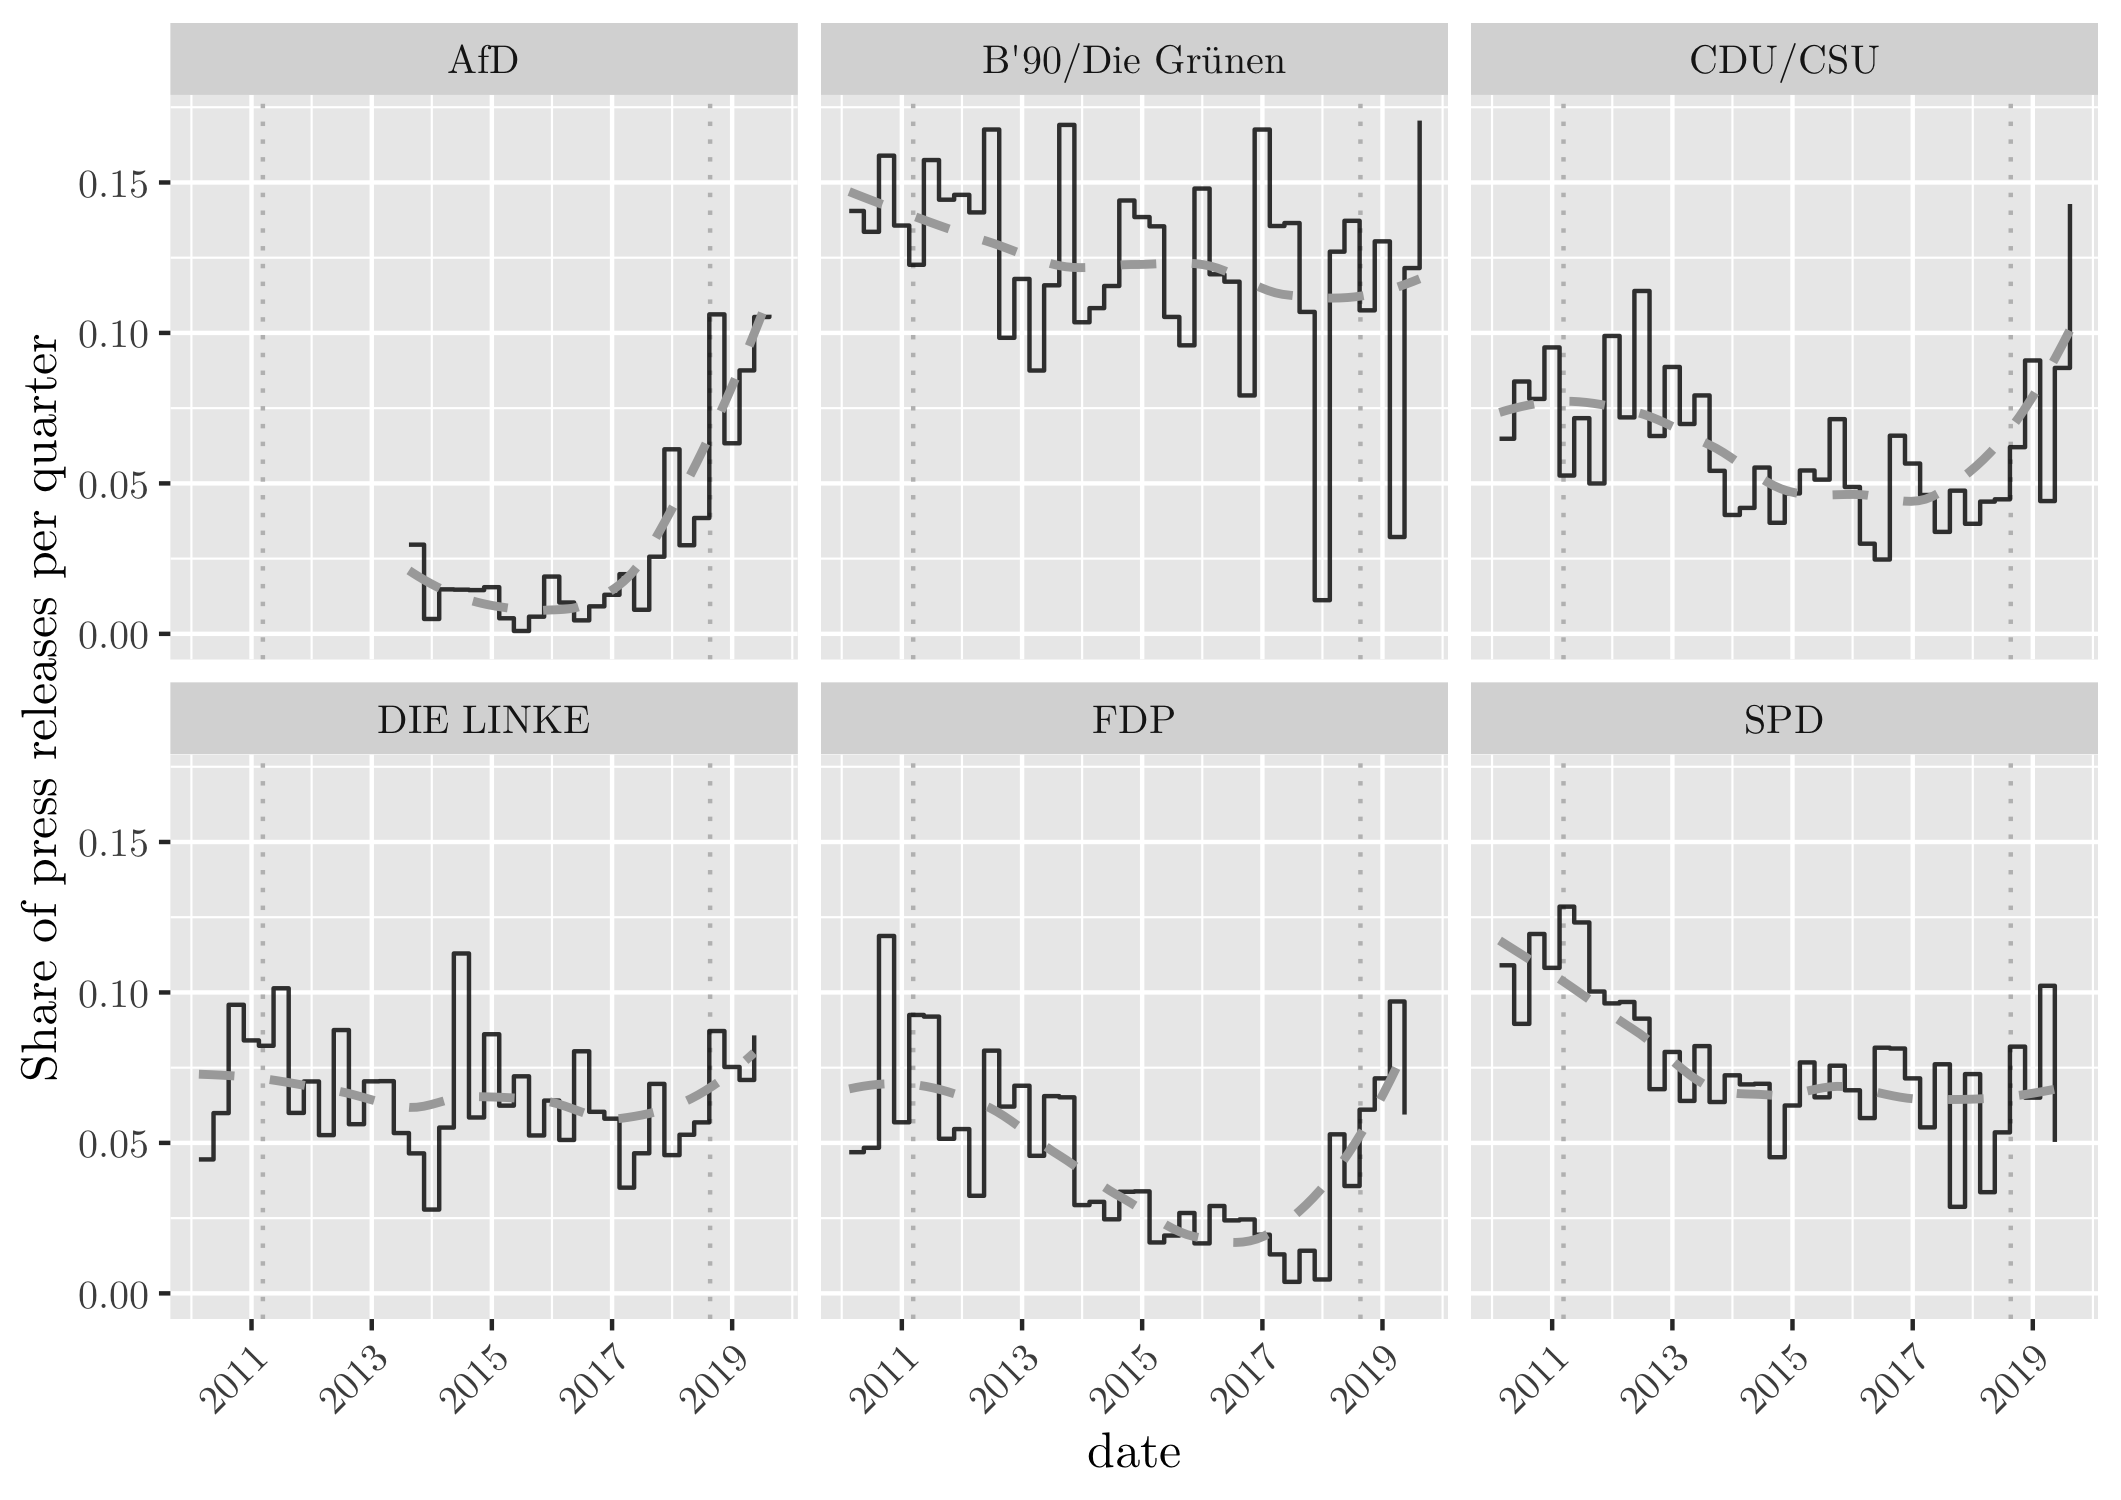 AfD
B'90/Die Grünen
CDU/CSU
0.15
0.10
0.05
0.00
Share of press releases per quarter
DIE LINKE
FDP
SPD
0.15
0.10
0.05
0.00
2011 2013 2015 2017 2019
2011 2013 2015 2017 2019
2011 2013 2015 2017 2019
date